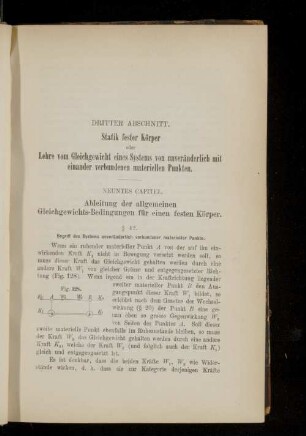 DRITTER ABSCHNITT.
Statik fester Körper
oder
Lehre vom Gleichgewicht eines Systems von unveränderlich mit
einander verbundenen materiellen Punkten.
NEUNTES CAPITEL.
Ableitung der allgemeinen
Gleichgewichts-Bedingungen für einen festen Körper.
§ 47.
Begriff des Systems unveränderlich verbundener materieller Punkte.
Wenn ein ruhender materieller Punkt A von der auf ihn ein-
wirkenden Kraft K₁ nicht in Bewegung versetzt werden soll, so
muss dieser Kraft das Gleichgewicht gehalten werden durch eine
andere Kraft W₁ von gleicher Grösse und entgegengesetzter Rich-
tung (Fig. 128). Wenn irgend ein in der Kraftrichtung liegender
Fig. 128.
zweiter materieller Punkt B den Aus-
gangspunkt dieser Kraft W₁ bildet, so
erleidet nach dem Gesetze der Wechsel-
wirkung (§ 29) der Punkt B eine ge-
nau eben so grosse Gegenwirkung W₂
von Seiten des Punktes A. Soll dieser
zweite materielle Punkt ebenfalls im Ruhezustande bleiben, so muss
der Kraft W₂ das Gleichgewicht gehalten werden durch eine andere
Kraft K₂, welche der Kraft W₂ (und folglich auch der Kraft K₁)
gleich und entgegengesetzt ist.
Es ist denkbar, dass die beiden Kräfte W₁, W₂ wie Wider-
stände wirken, d. h. dass sie zur Kategorie derjenigen Kräfte